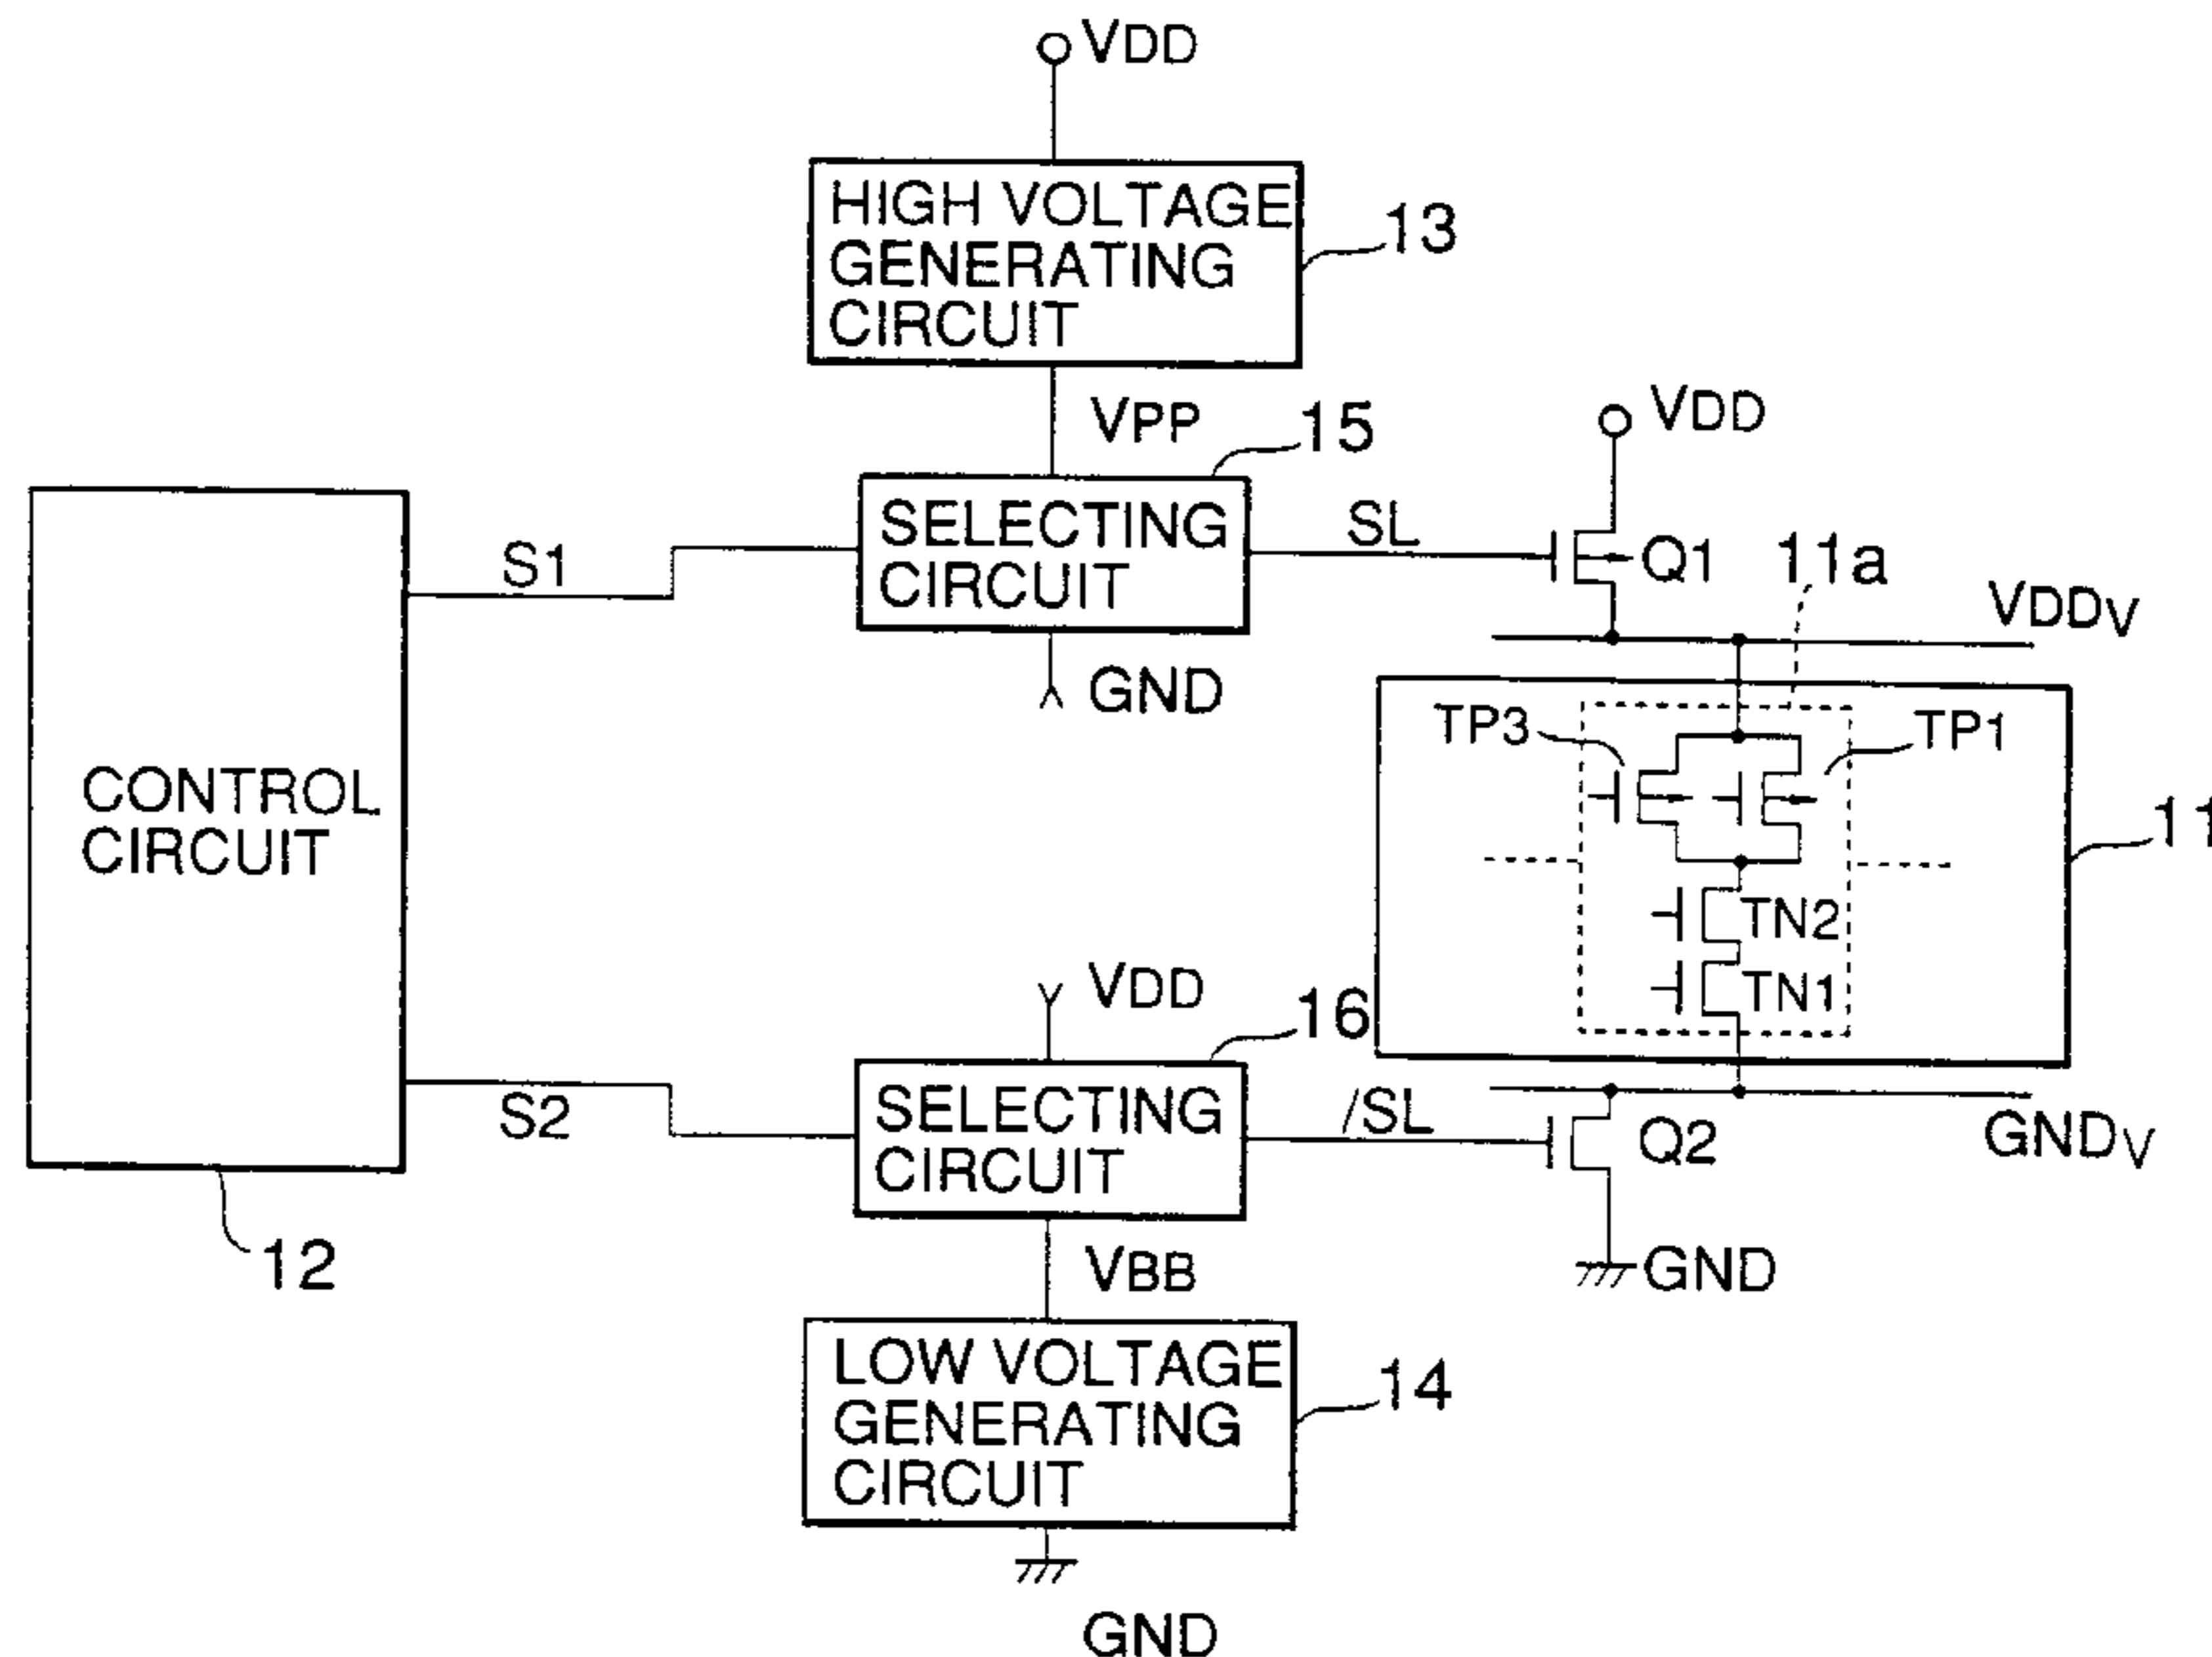 VDD
HIGH VOLTAGE
GENERATING
CIRCUIT
13
VPP
15
VDD
SELECTING
CIRCUIT
SL
Q1
11a
S1
VDDV
GND
TP3
TP1
CONTROL
CIRCUIT
11
TN2
TN1
VDD
16
S2
SELECTING
CIRCUIT
/SL
Q2
GNDV
12
VBB
GND
LOW VOLTAGE
GENERATING
CIRCUIT
14
GND